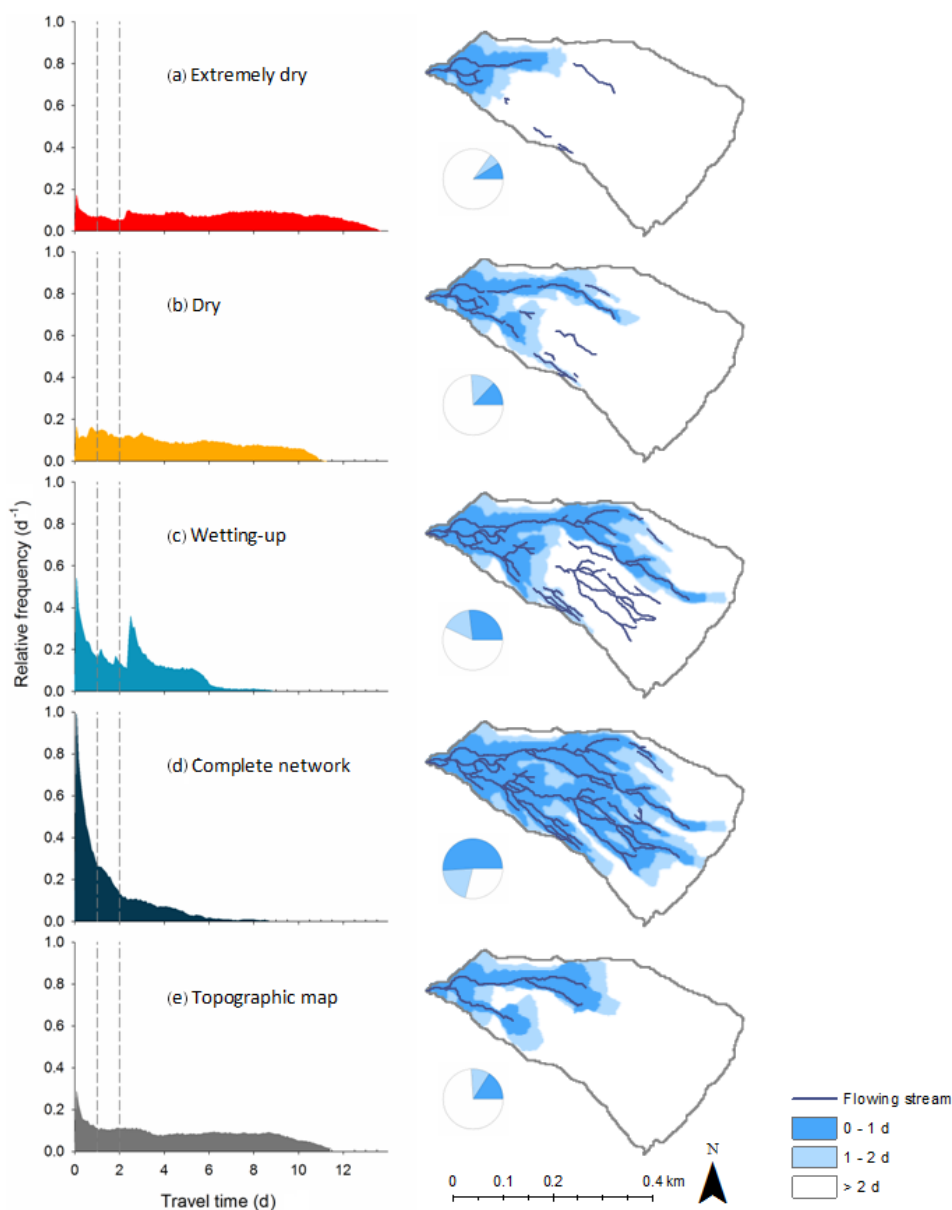 1.0
0.8
0.6
0.4
0.2
0.0
(a) Extremely dry
1.0
0.8
0.6
0.4
0.2
0.0
(b) Dry
1.0
0.8
0.6
0.4
0.2
0.0
(c) Wetting-up
Relative frequency (d⁻¹)
1.0
0.8
0.6
0.4
0.2
0.0
(d) Complete network
1.0
0.8
0.6
0.4
0.2
0.0
(e) Topographic map
0 2 4 6 8 10 12
Travel time (d)
0 0.1 0.2 0.4 km
N
Flowing stream
0 - 1 d
1 - 2 d
> 2 d